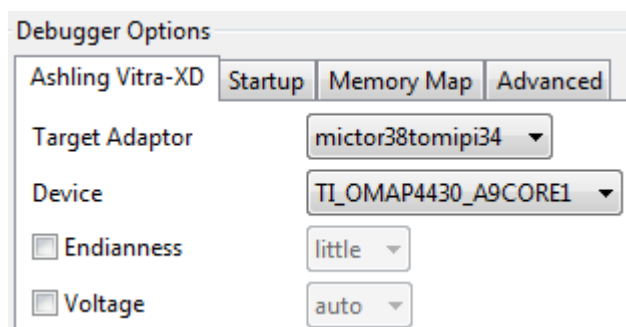 Debugger Options
Ashling Vitra-XD Startup Memory Map Advanced
Target Adaptor mictor38tomipi34
Device TI_OMAP4430_A9CORE1
Endianness little
Voltage auto